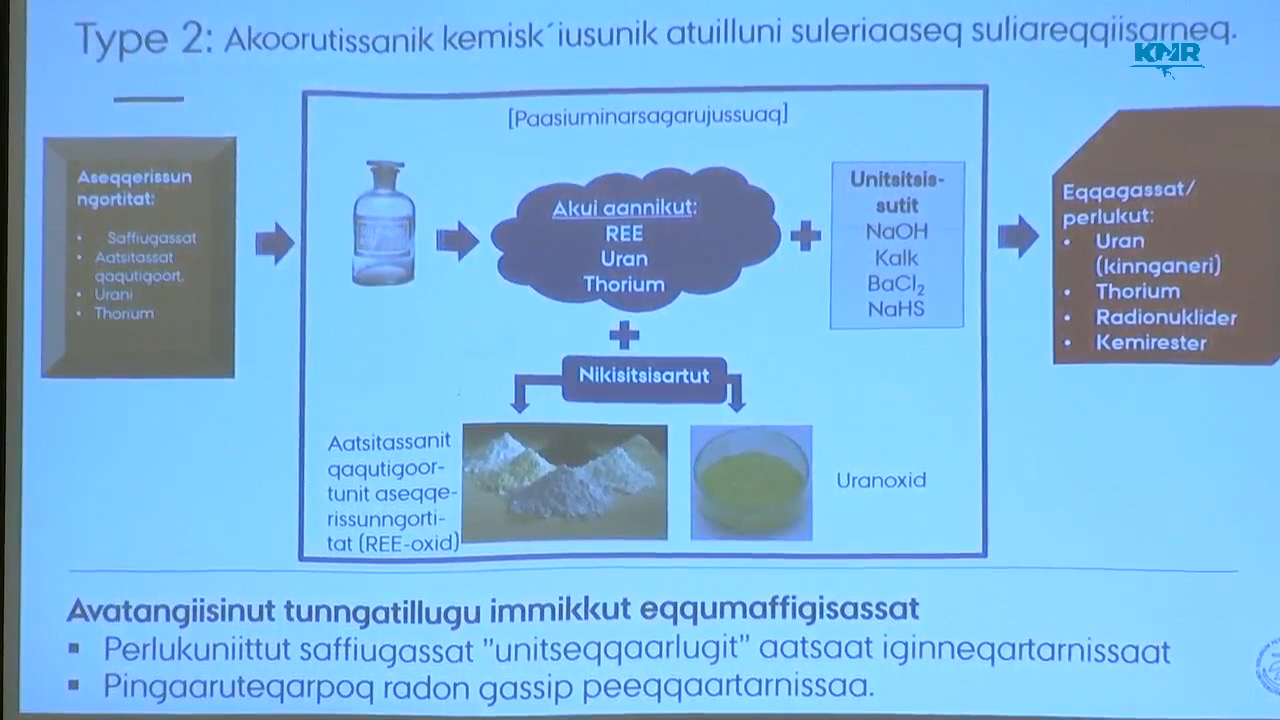 Type 2: Akoorutissanik kemisk´iusunik atuilluni suleriaaseq suliareqqiisarneq.
KNR
[Paasiuminarsagarujussuaq]
Aseqqerissun
ngortitat:
• Saffiugassat
• Aatsitassat
qaqutigoort.
• Urani
• Thorium
Akui aannikut:
REE
Uran
Thorium
Unitsitsis-
sutit
NaOH
Kalk
BaCl₂
NaHS
Eqqagassat/
perlukut:
• Uran
(kinnganeri)
• Thorium
• Radionuklider
• Kemirester
Nikisitsisartut
Aatsitassanit
qaqutigoor-
tunit aseqqe-
rissunngorti-
tat (REE-oxid)
Uranoxid
Avatangiisinut tunngatillugu immikkut eqqumaffigisassat
▪ Perlukuniittut saffiugassat ”unitseqqaarlugit” aatsaat iginneqartarnissaat
▪ Pingaaruteqarpoq radon gassip peeqqaartarnissaa.